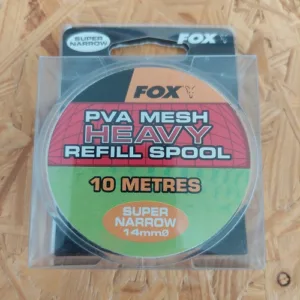 SUPER
NARROW
FOX
FOX
PVA MESH
HEAVY
REFILL SPOOL
10 METRES
SUPER
NARROW
14mmø